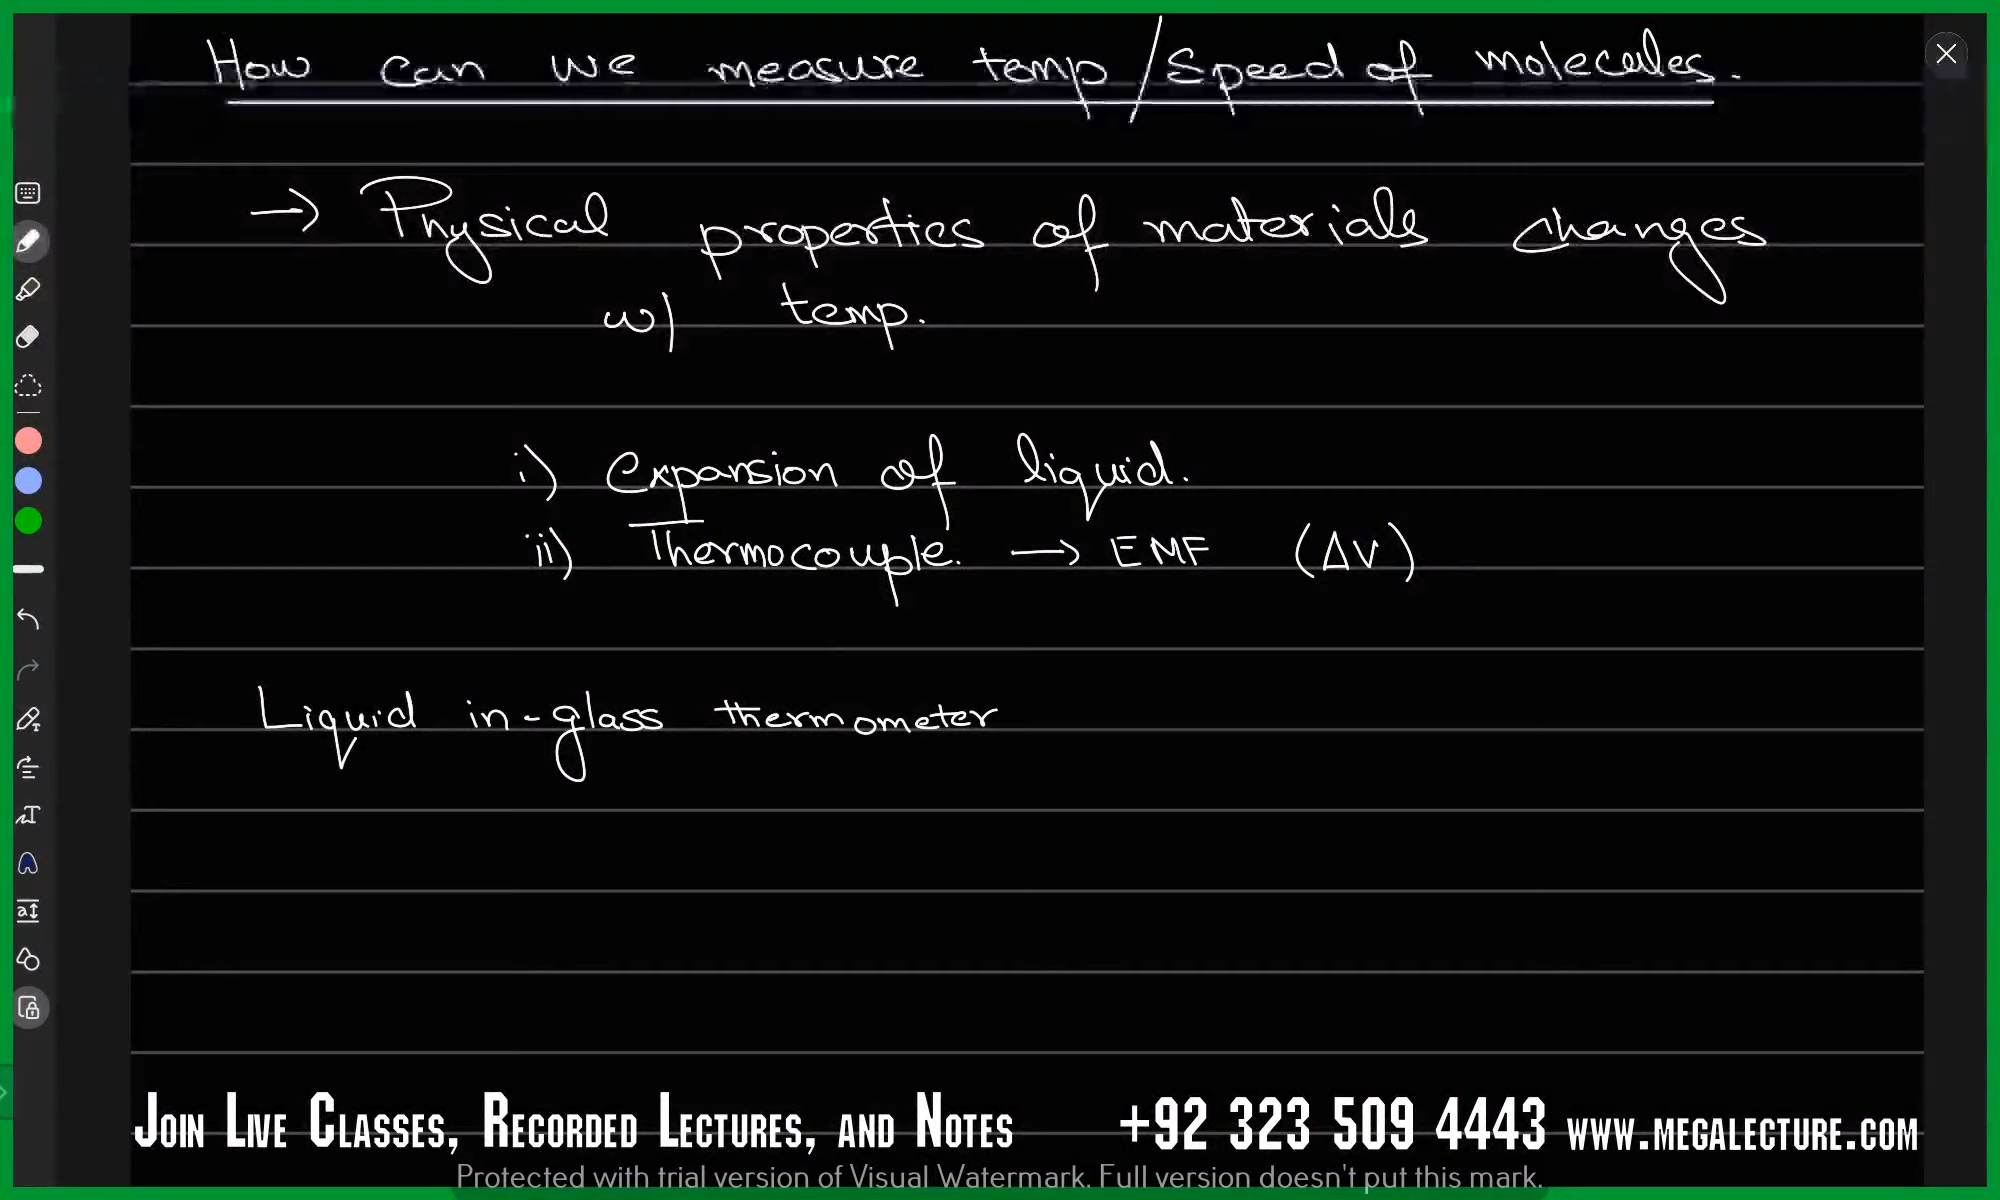 How can we measure temp/Speed of molecules.
→ Physical properties of materials changes
w/ temp.
i) Expansion of liquid.
ii) Thermocouple. → EMF (ΔV)
Liquid in-glass thermometer
Join Live Classes, Recorded Lectures, and Notes +92 323 509 4443 www.megalecture.com
Protected with trial version of Visual Watermark. Full version doesn't put this mark.